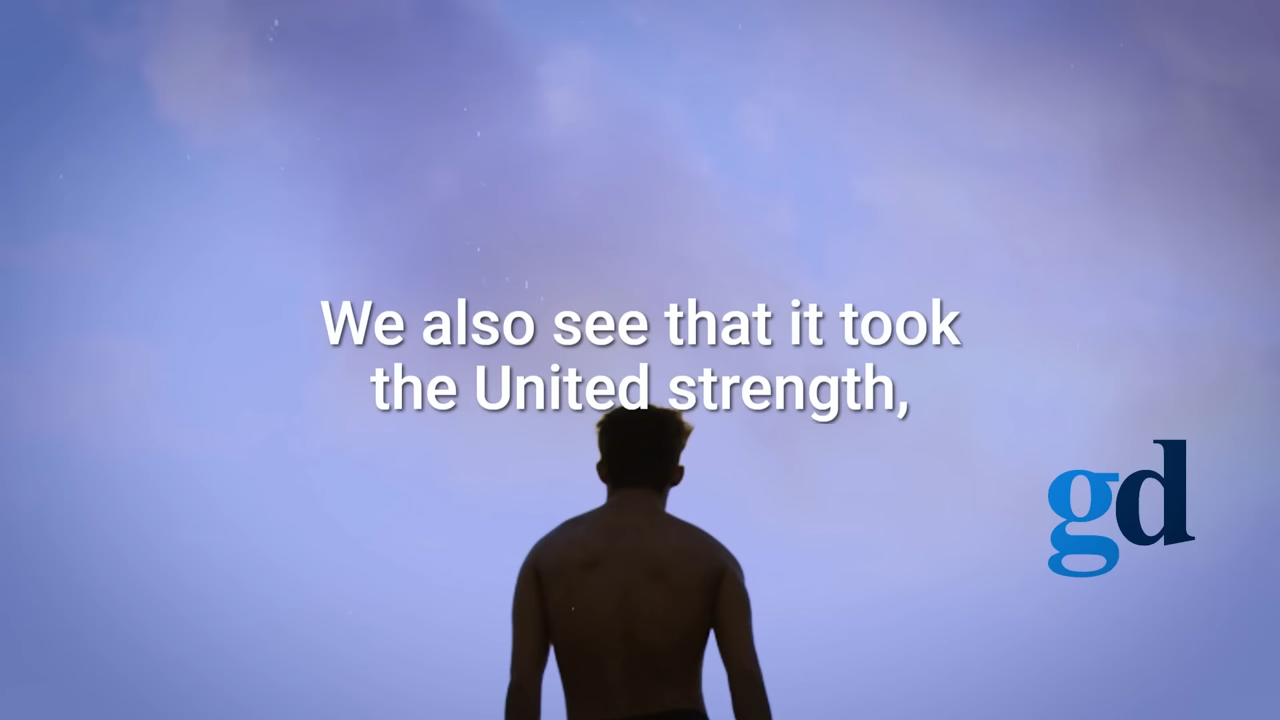 We also see that it took
the United strength,
gd